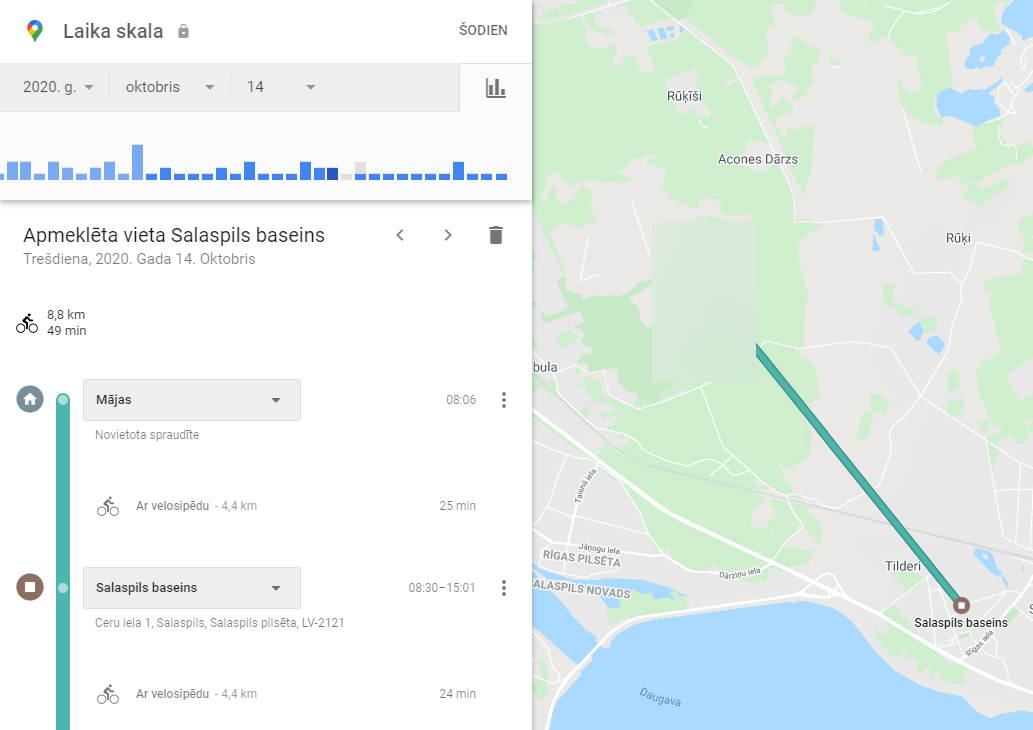 Laika skala
ŠODIEN
2020. g.
oktobris
14
Apmeklēta vieta Salaspils baseins
Trešdiena, 2020. Gada 14. Oktobris
8,8 km
49 min
Mājas
08:06
Novietota spraudīte
Ar velosipēdu - 4,4 km
25 min
Salaspils baseins
08:30–15:01
Ceru iela 1, Salaspils, Salaspils pilsēta, LV-2121
Ar velosipēdu - 4,4 km
24 min
Rūķīši
Acones Dārzs
Rūķi
bula
Taisnā iela
Jāņogu iela
RĪGAS PILSĒTA
SALASPILS NOVADS
Dārziņu iela
Tilderi
Salaspils baseins
Rīgas iela
Daugava